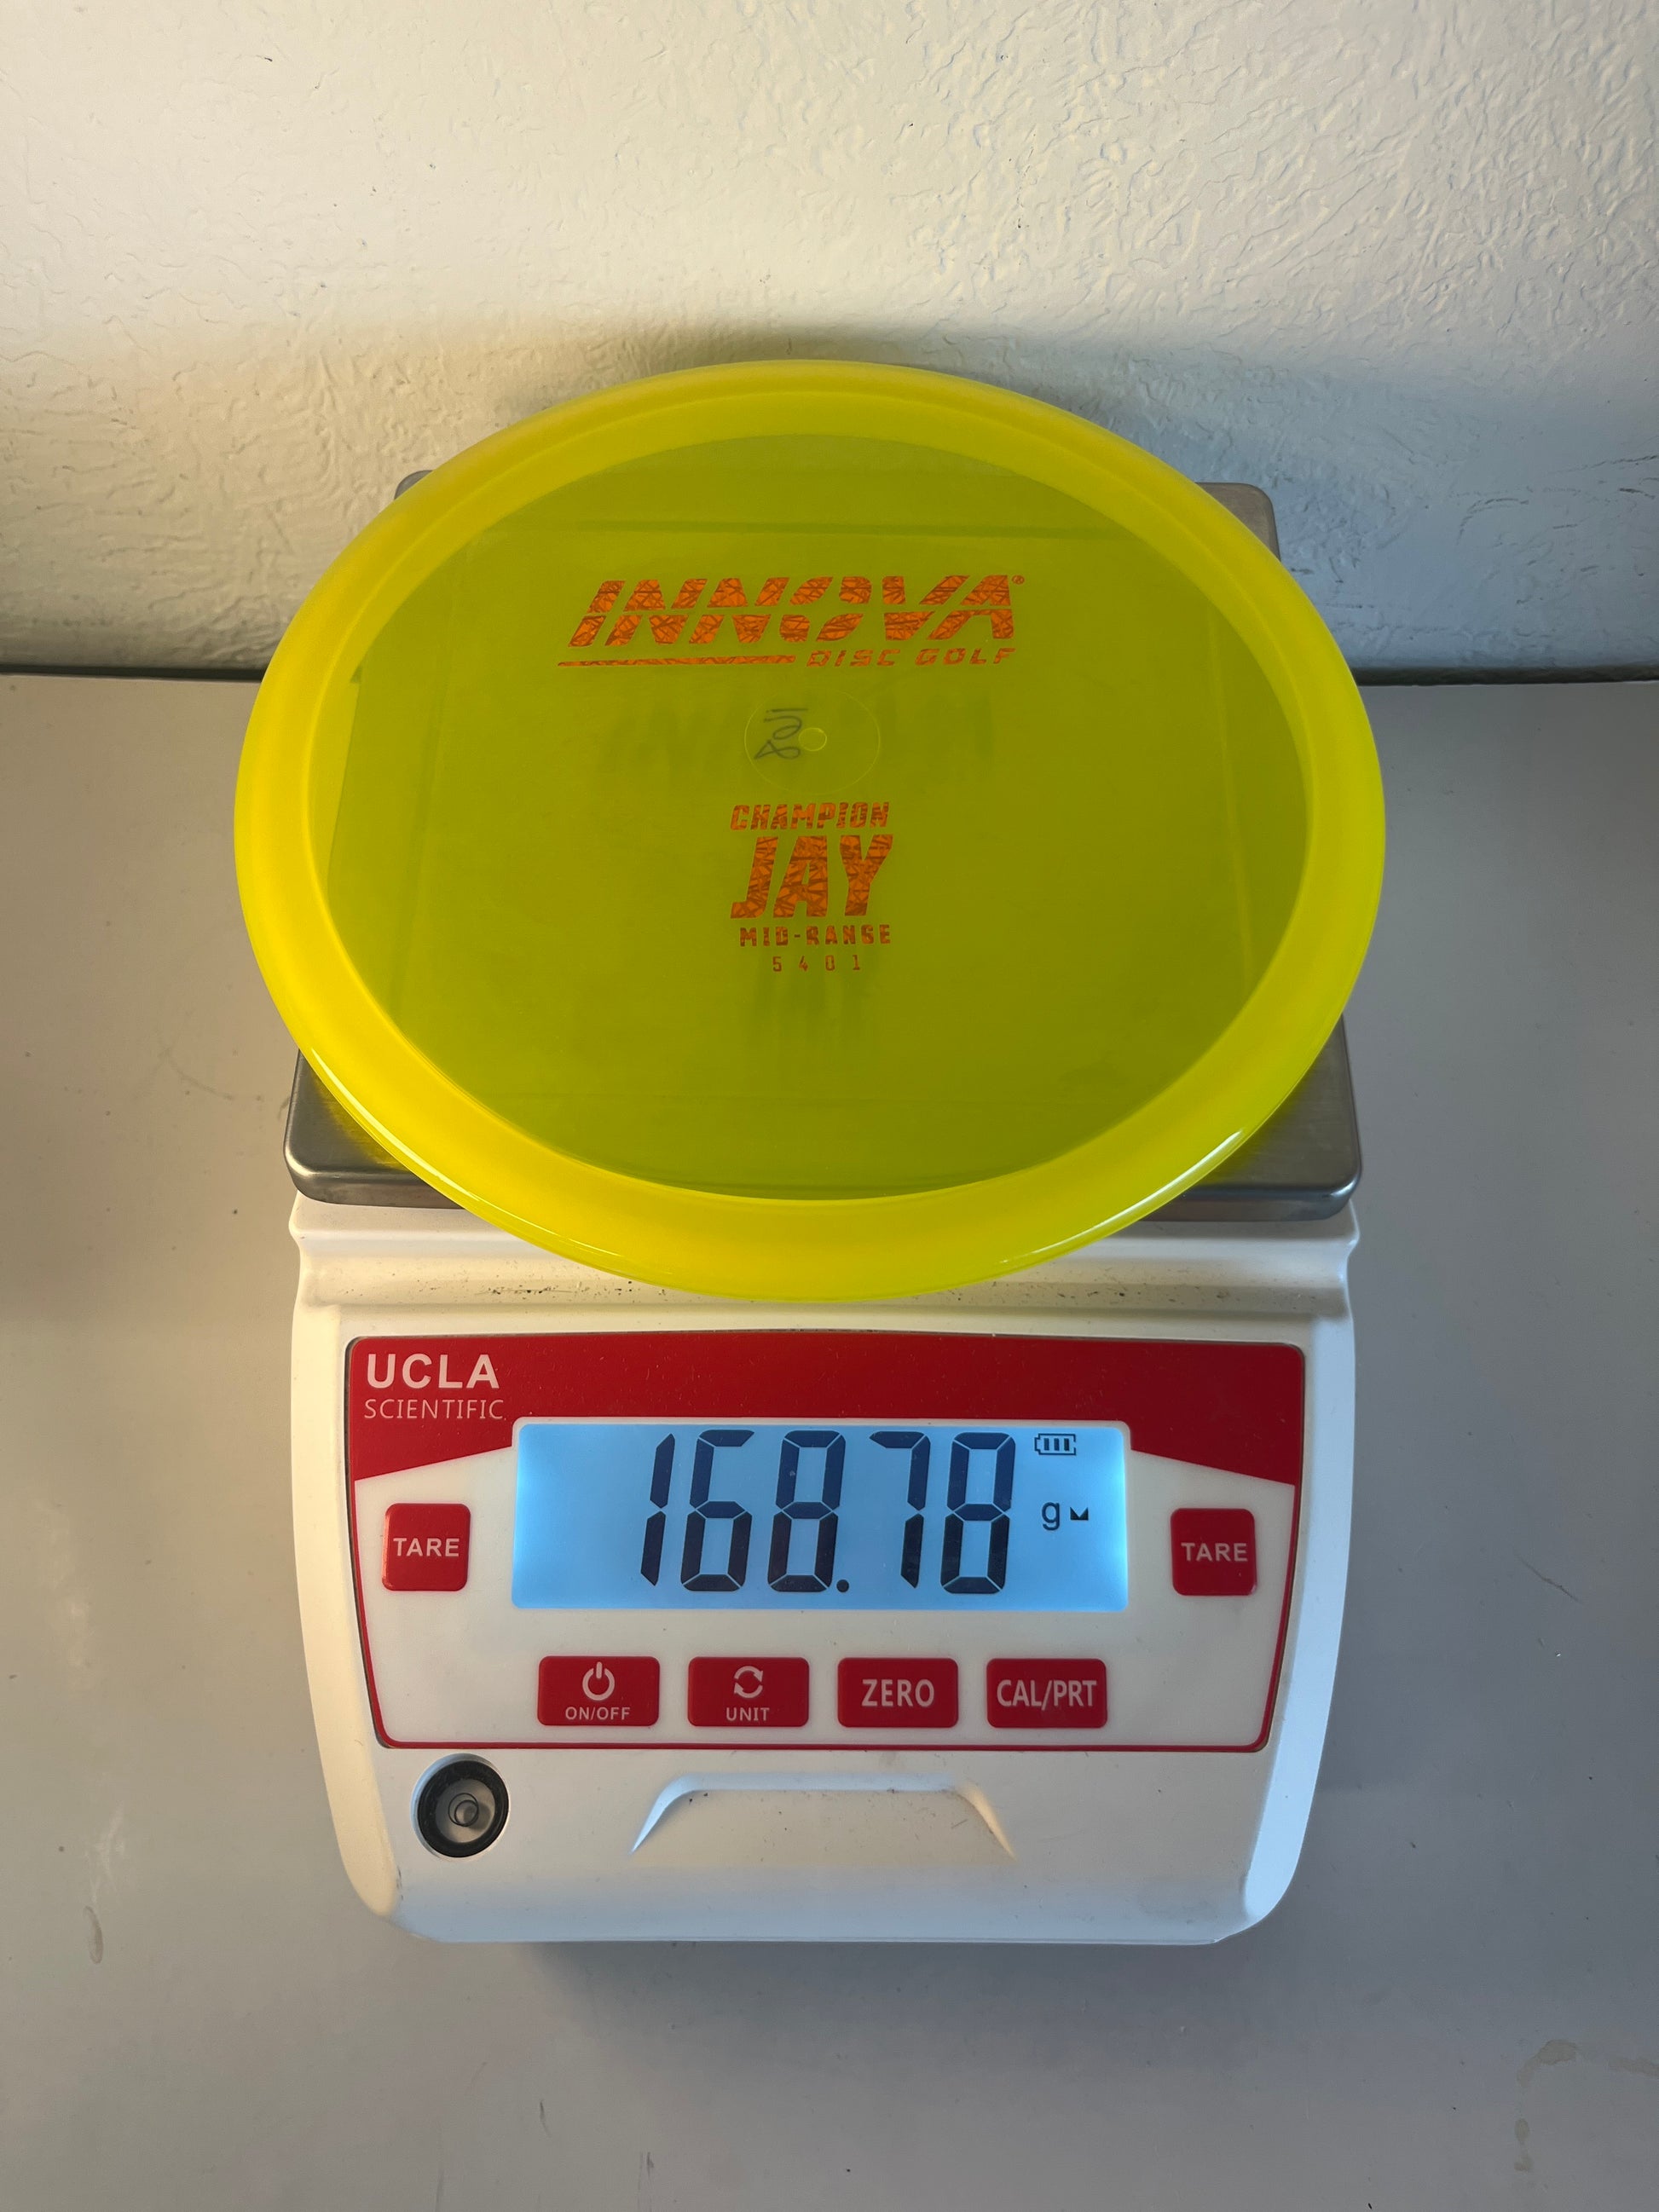 INNOVA®
DISC GOLF
CHAMPION
JAY
MID-RANGE
5 4 0 1
UCLA
SCIENTIFIC
168.78
g
TARE
TARE
ON/OFF
UNIT
ZERO
CAL/PRT